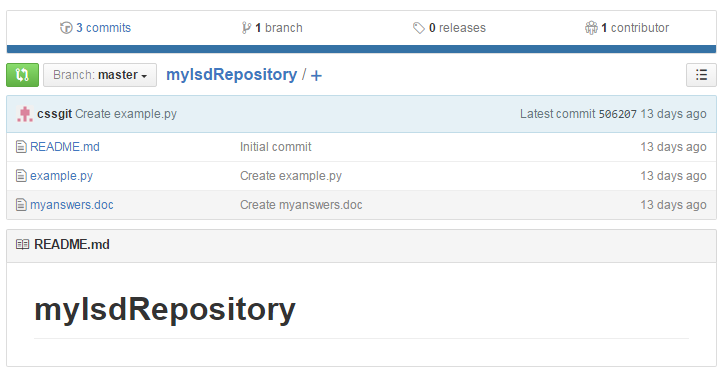 3 commits 1 branch 0 releases 1 contributor
Branch: master myIsdRepository / +
cssgit Create example.py Latest commit 506207 13 days ago
README.md Initial commit 13 days ago
example.py Create example.py 13 days ago
myanswers.doc Create myanswers.doc 13 days ago
README.md
myIsdRepository